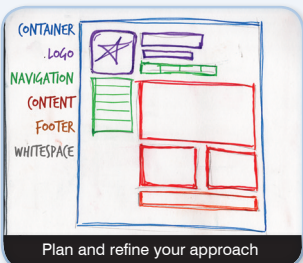 CONTAINER
.LOGO
NAVIGATION
CONTENT
FOOTER
WHITESPACE
Plan and refine your approach